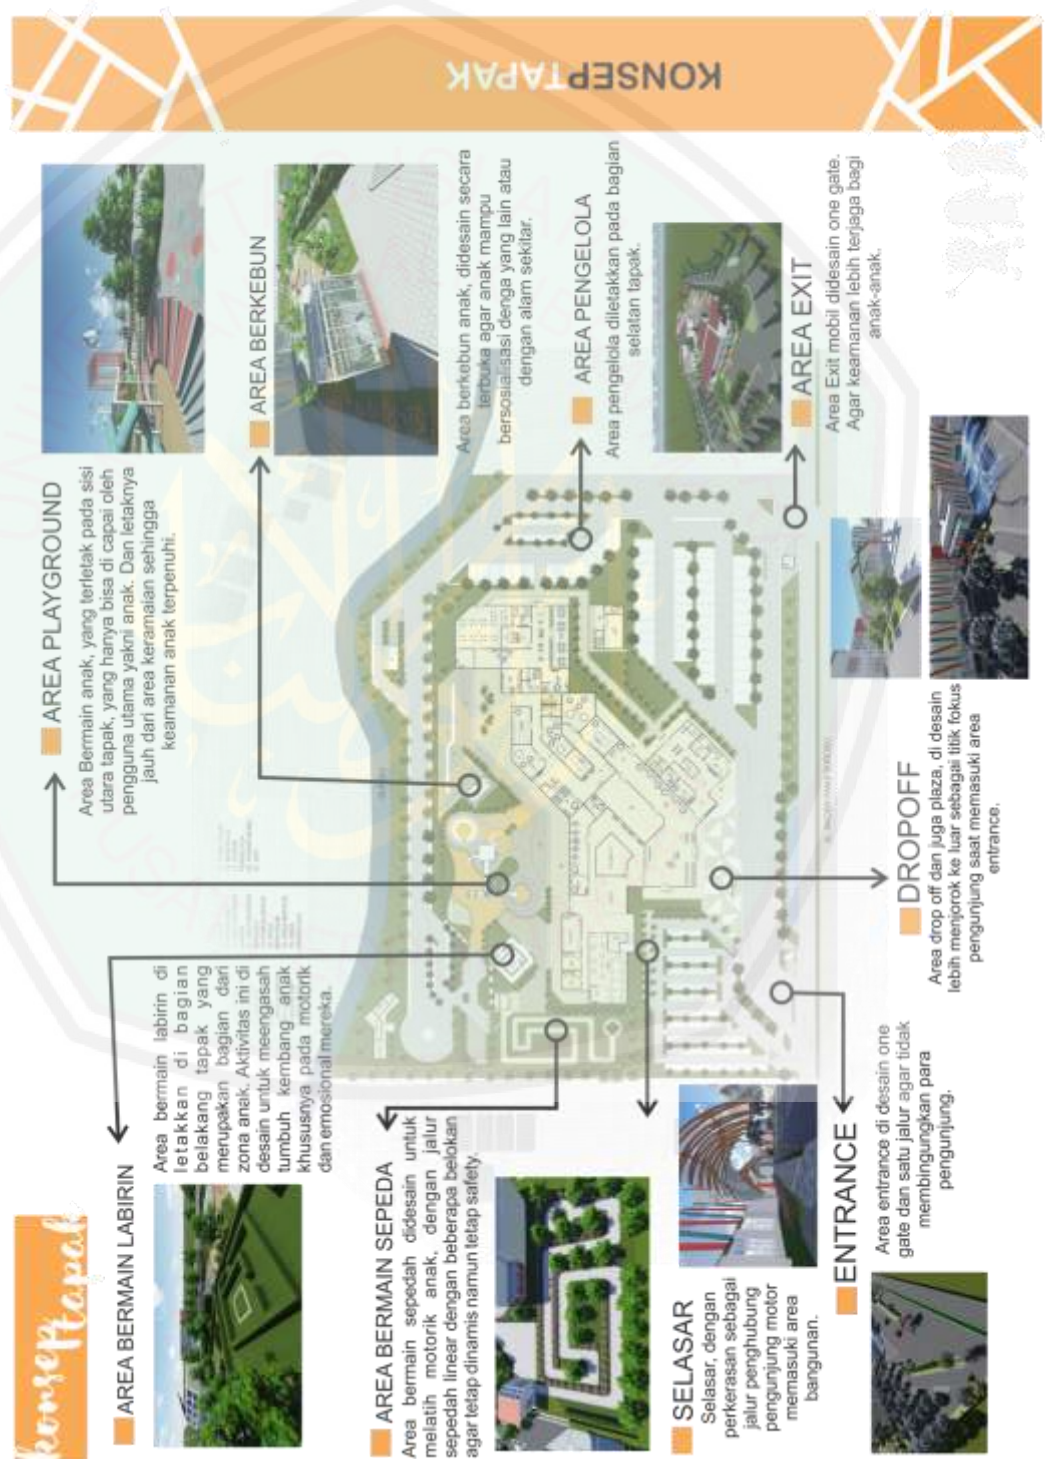 konsep
tapak
KONSEPTAPAK
AREA BERMAIN LABIRIN
Area bermain labirin di
letakkan di bagian
belakang tapak yang
merupakan bagian dari
zona anak. Aktivitas ini di
desain untuk meengasah
tumbuh kembang anak
khususnya pada motorik
dan emosional mereka.
AREA PLAYGROUND
Area Bermain anak, yang terletak pada sisi
utara tapak, yang hanya bisa di capai oleh
pengguna utama yakni anak. Dan letaknya
jauh dari area keramaian sehingga
keamanan anak terpenuhi.
AREA BERKEBUN
Area berkebun anak, didesain secara
terbuka agar anak mampu
bersosialisasi denga yang lain atau
dengan alam sekitar.
AREA PENGELOLA
Area pengelola diletakkan pada bagian
selatan tapak.
AREA EXIT
Area Exit mobil didesain one gate.
Agar keamanan lebih terjaga bagi
anak-anak.
AREA BERMAIN SEPEDA
Area bermain sepedah didesain untuk
melatih motorik anak, dengan jalur
sepedah linear dengan beberapa belokan
agar tetap dinamis namun tetap safety.
SELASAR
Selasar, dengan
perkerasan sebagai
jalur penghubung
pengunjung motor
memasuki area
bangunan.
ENTRANCE
Area entrance di desain one
gate dan satu jalur agar tidak
membingungkan para
pengunjung.
DROPOFF
Area drop off dan juga plaza, di desain
lebih menjorok ke luar sebagai titik fokus
pengunjung saat memasuki area
entrance.